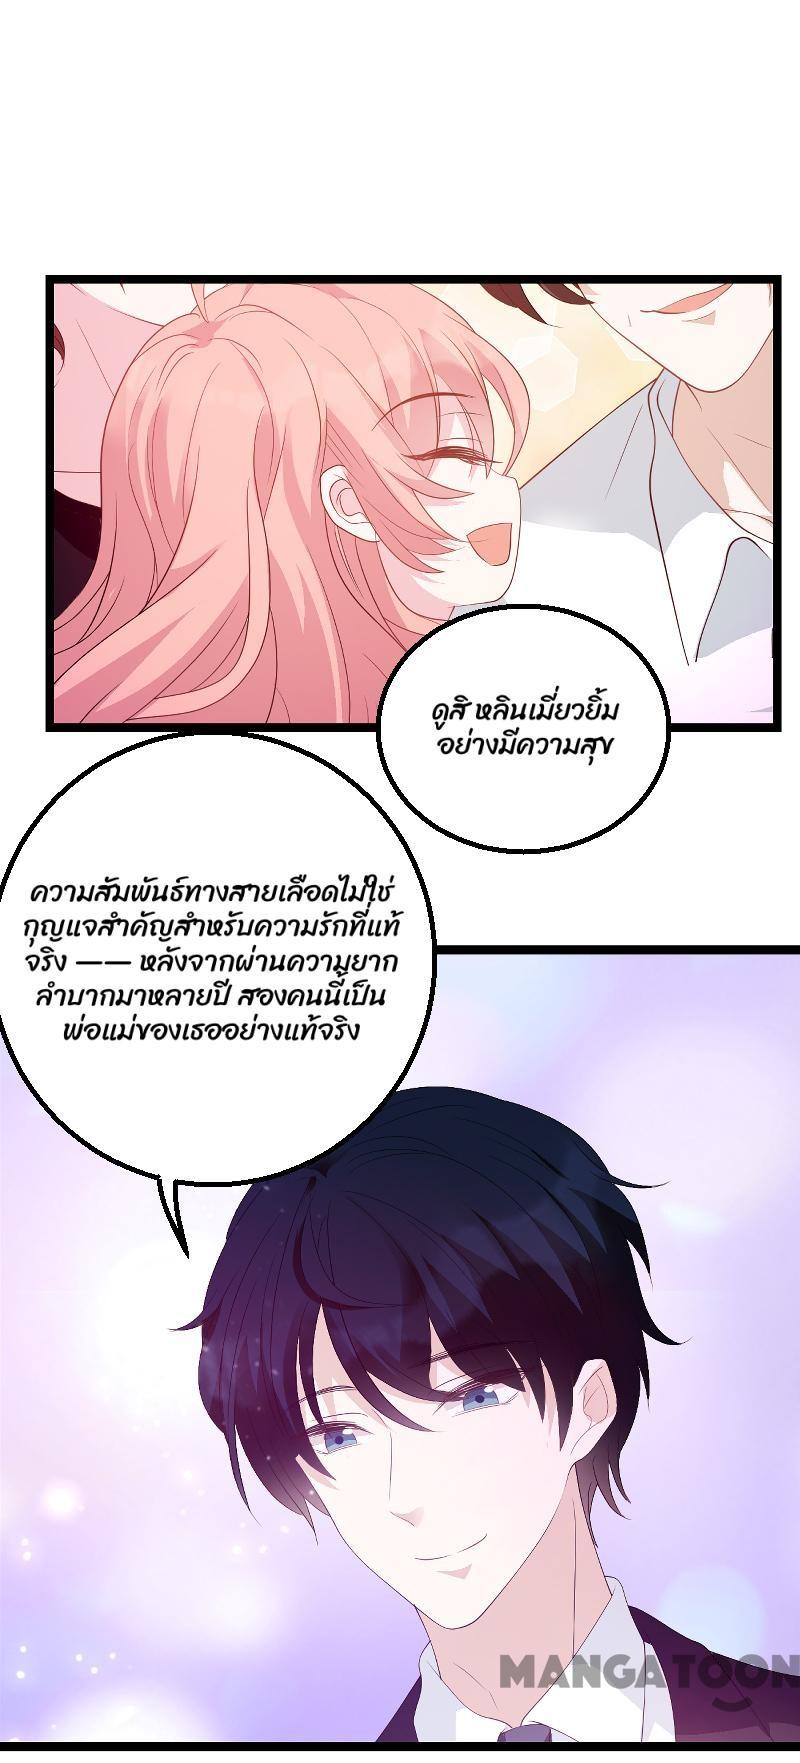 ดูสิ หลินเมี่ยวยิ้ม
อย่างมีความสุข
ความสัมพันธ์ทางสายเลือดไม่ใช่
กุญแจสำคัญสำหรับความรักที่แท้
จริง —— หลังจากผ่านความยาก
ลำบากมาหลายปี สองคนนี้เป็น
พ่อแม่ของเธออย่างแท้จริง
MANGATOON